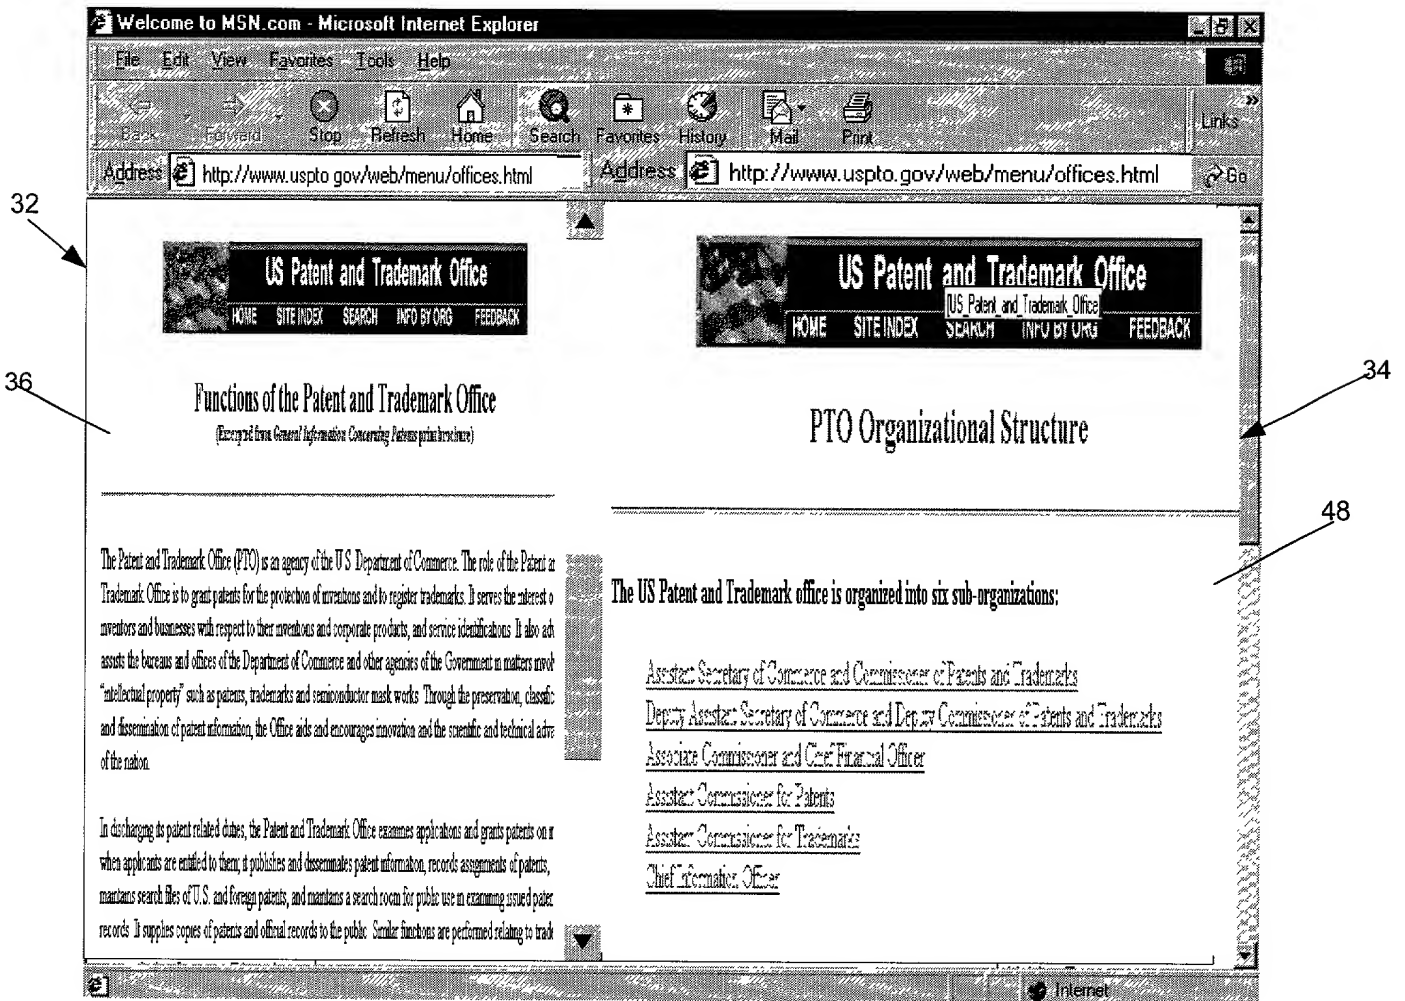 Welcome to MSN.com - Microsoft Internet Explorer
File Edit View Favorites Tools Help
Back Forward Stop Refresh Home Search Favorites History Mail Print Links
Address http://www.uspto.gov/web/menu/offices.html Address http://www.uspto.gov/web/menu/offices.html Go
32
US Patent and Trademark Office
HOME SITE INDEX SEARCH INFO BY ORG FEEDBACK
36
Functions of the Patent and Trademark Office
(Excerpted from General Information Concerning Patents print brochure)
The Patent and Trademark Office (PTO) is an agency of the U.S. Department of Commerce. The role of the Patent an
Trademark Office is to grant patents for the protection of inventions and to register trademarks. It serves the interest o
inventors and businesses with respect to their inventions and corporate products, and service identifications. It also adv
assists the bureaus and offices of the Department of Commerce and other agencies of the Government in matters invol
"intellectual property" such as patents, trademarks and semiconductor mask works. Through the preservation, classific
and dissemination of patent information, the Office aids and encourages innovation and the scientific and technical adva
of the nation.
In discharging its patent related duties, the Patent and Trademark Office examines applications and grants patents on
when applicants are entitled to them; it publishes and disseminates patent information, records assignments of patents,
maintans search files of U.S. and foreign patents, and maintans a search room for public use in examining issued paten
records. It supplies copies of patents and official records to the public. Similar functions are performed relating to trade
US Patent and Trademark Office
[US_Patent_and_Trademark_Office]
HOME SITE INDEX SEARCH INFO BY ORG FEEDBACK
34
PTO Organizational Structure
48
The US Patent and Trademark office is organized into six sub-organizations:
Assistant Secretary of Commerce and Commissioner of Patents and Trademarks
Deputy Assistant Secretary of Commerce and Deputy Commissioner of Patents and Trademarks
Associate Commissioner and Chief Financial Officer
Assistant Commissioner for Patents
Assistant Commissioner for Trademarks
Chief Information Officer
Internet